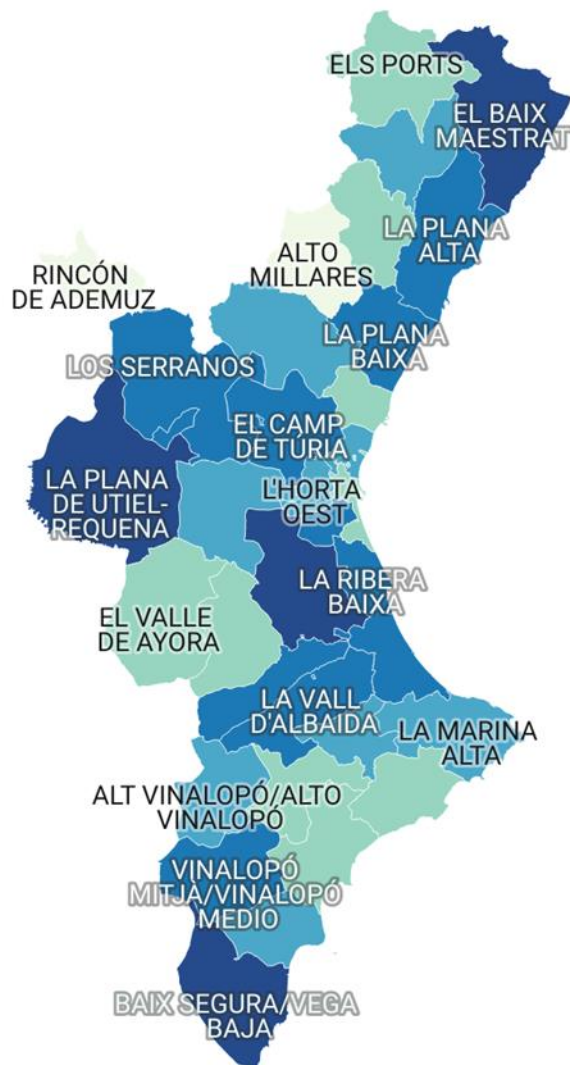 ELS PORTS
EL BAIX
MAESTRAT
LA PLANA
ALTA
ALTO
MILLARES
RINCÓN
DE ADEMUZ
LA PLANA
BAIXA
LOS SERRANOS
EL CAMP
DE TÚRIA
LA PLANA
DE UTIEL-
REQUENA
L'HORTA
OEST
LA RIBERA
BAIXA
EL VALLE
DE AYORA
LA VALL
D'ALBAIDA
LA MARINA
ALTA
ALT VINALOPÓ/ALTO
VINALOPÓ
VINALOPÓ
MITJÀ/VINALOPÓ
MEDIO
BAIX SEGURA/VEGA
BAJA